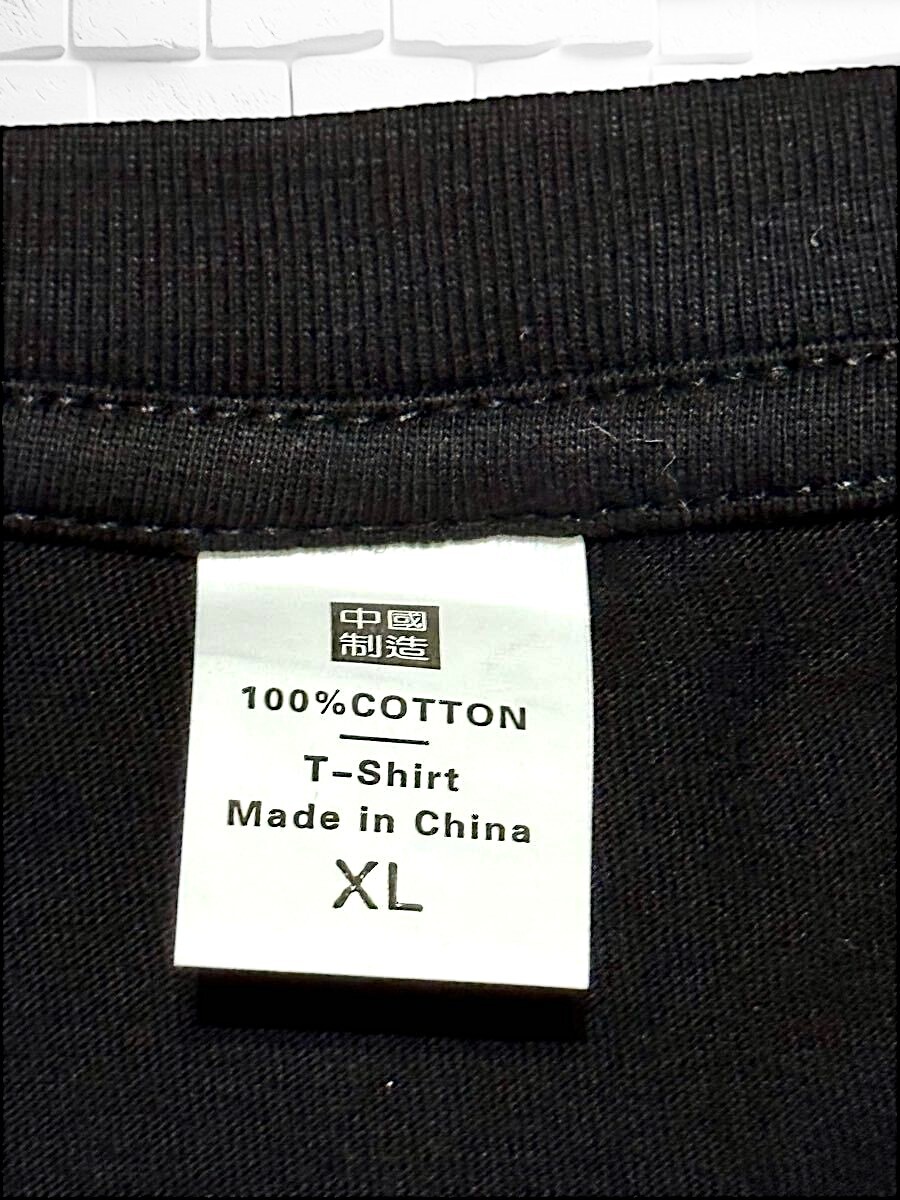 中國
制造
100%COTTON
T-Shirt
Made in China
XL